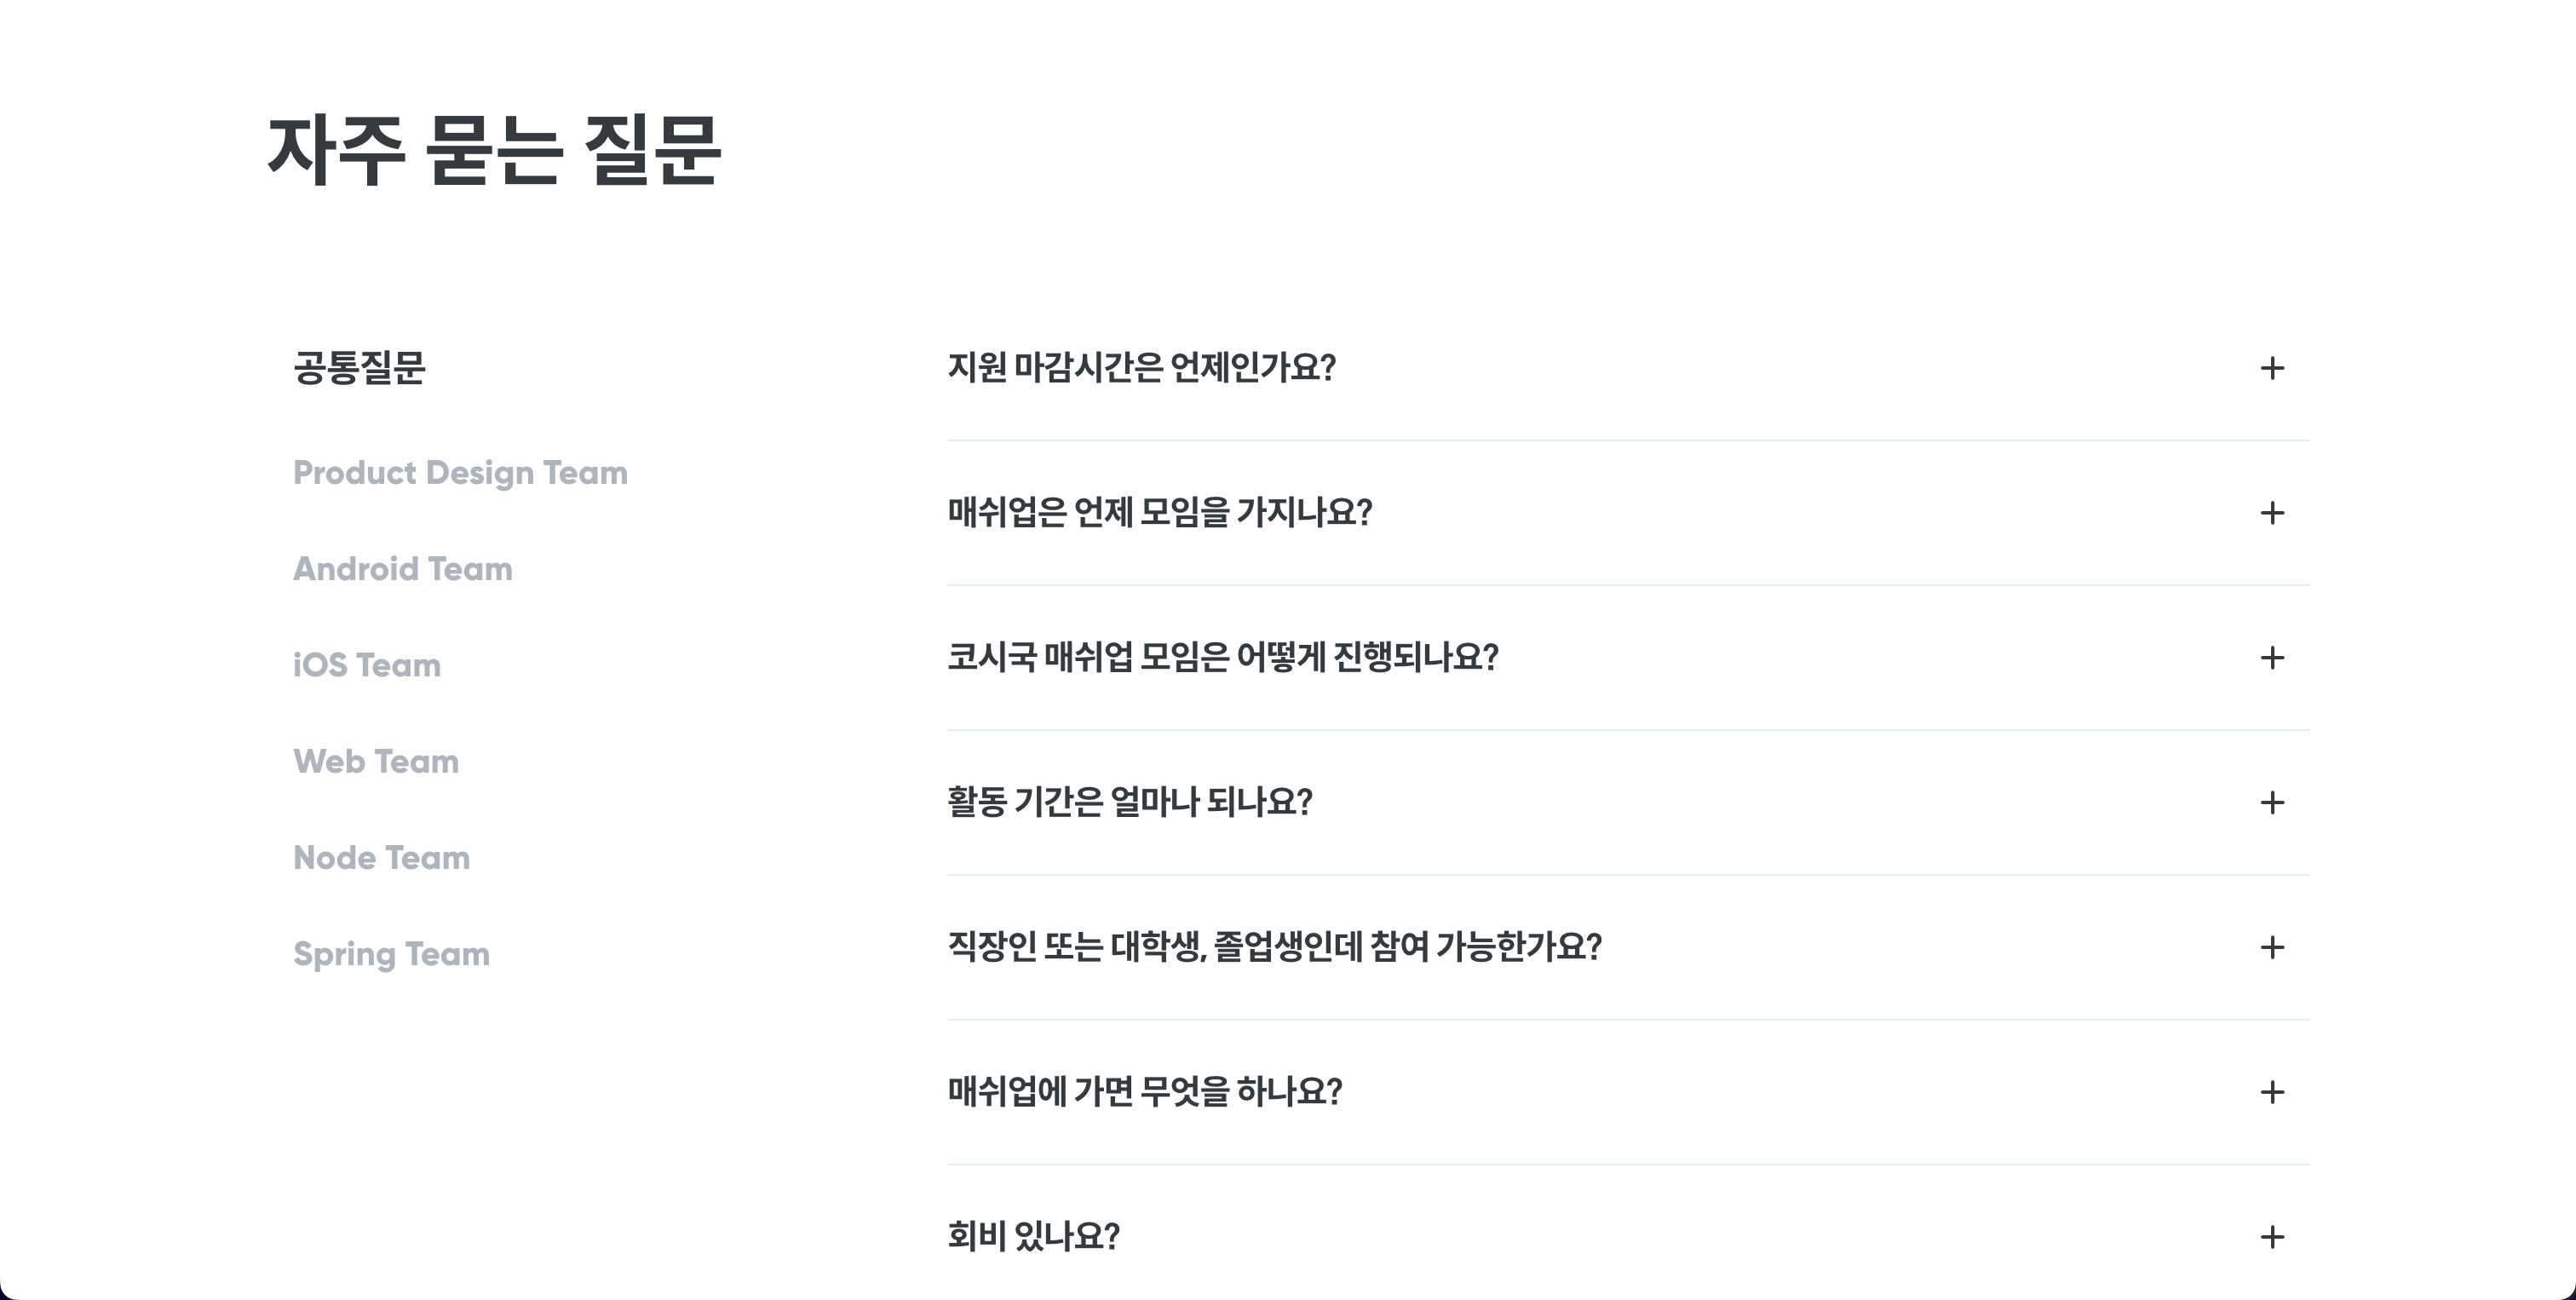 자주 묻는 질문
공통질문
Product Design Team
Android Team
iOS Team
Web Team
Node Team
Spring Team
지원 마감시간은 언제인가요?
매쉬업은 언제 모임을 가지나요?
코시국 매쉬업 모임은 어떻게 진행되나요?
활동 기간은 얼마나 되나요?
직장인 또는 대학생, 졸업생인데 참여 가능한가요?
매쉬업에 가면 무엇을 하나요?
회비 있나요?